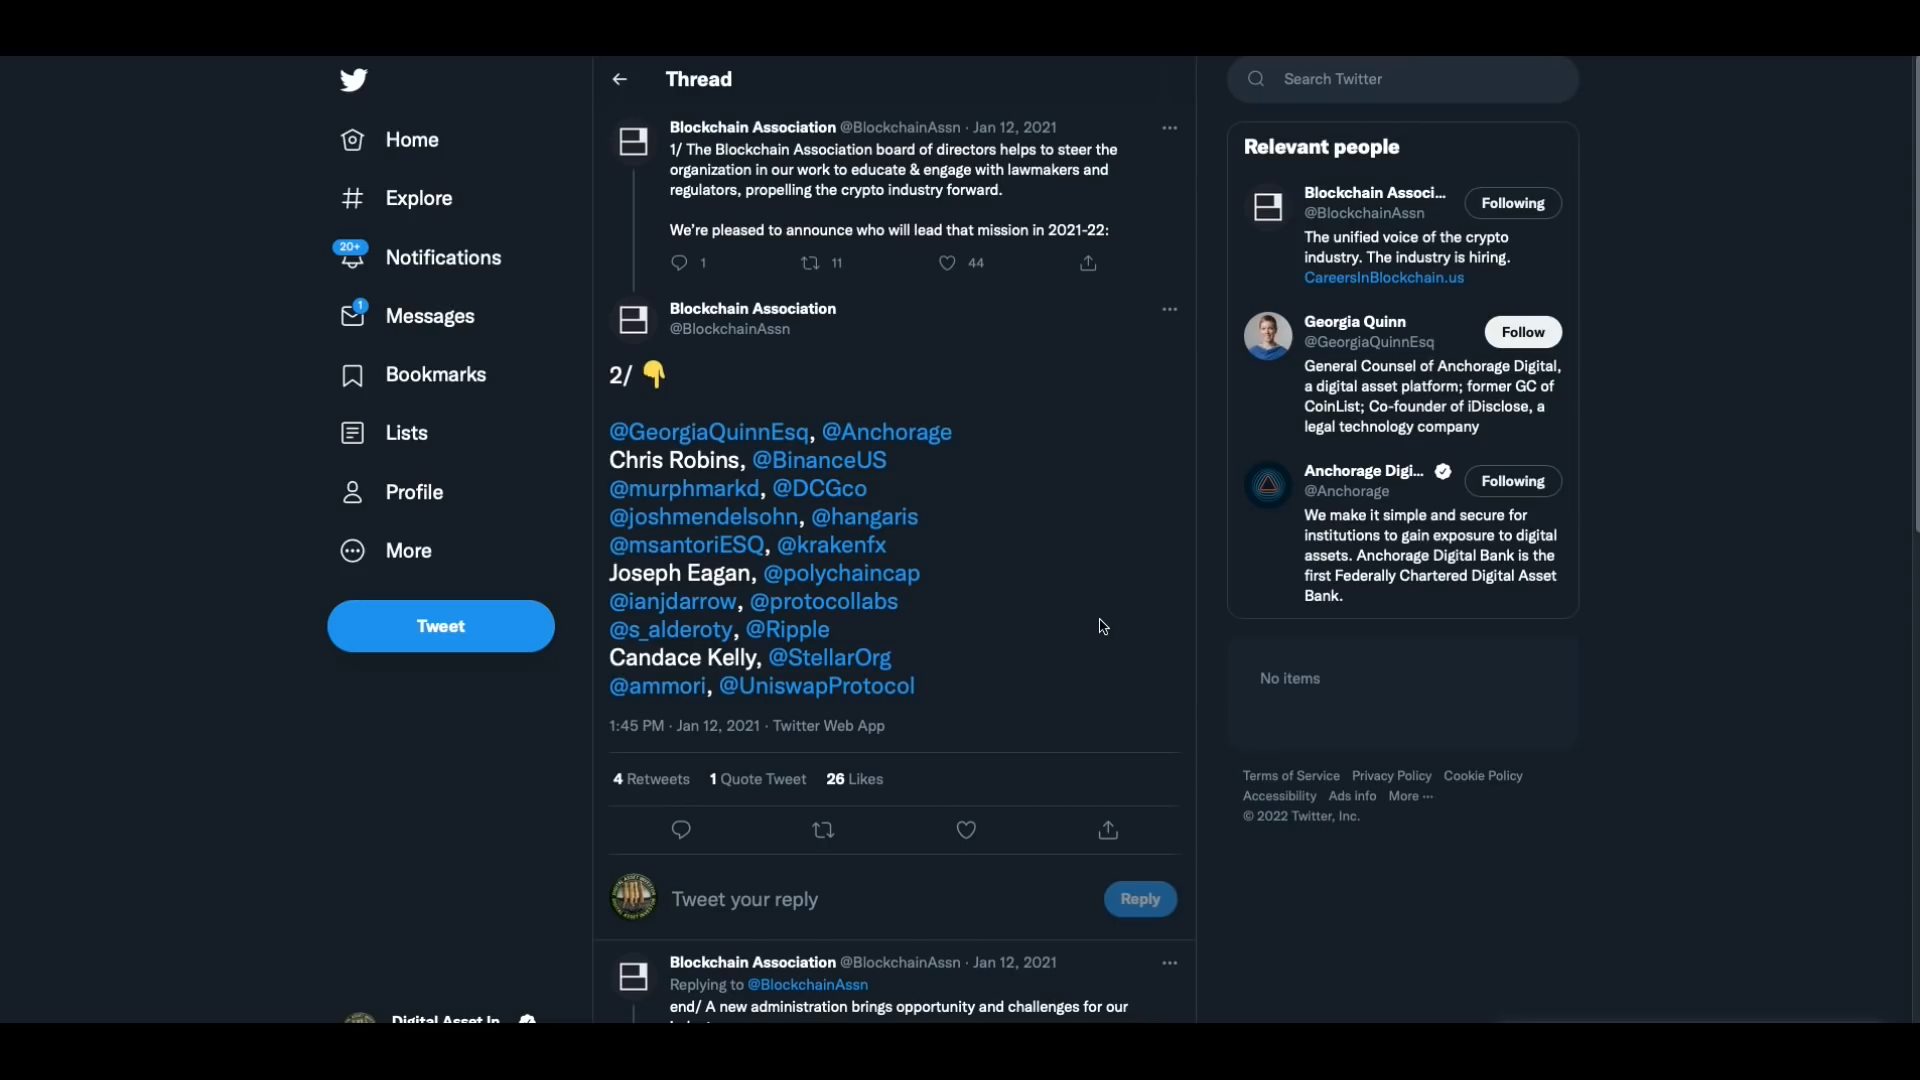 Home
Explore
20+
Notifications
1
Messages
Bookmarks
Lists
Profile
More
Tweet
Thread
Blockchain Association @BlockchainAssn · Jan 12, 2021
1/ The Blockchain Association board of directors helps to steer the
organization in our work to educate & engage with lawmakers and
regulators, propelling the crypto industry forward.
We're pleased to announce who will lead that mission in 2021-22:
1 11 44
Blockchain Association
@BlockchainAssn
2/ 👇
@GeorgiaQuinnEsq, @Anchorage
Chris Robins, @BinanceUS
@murphmarkd, @DCGco
@joshmendelsohn, @hangaris
@msantoriESQ, @krakenfx
Joseph Eagan, @polychaincap
@ianjdarrow, @protocollabs
@s_alderoty, @Ripple
Candace Kelly, @StellarOrg
@ammori, @UniswapProtocol
1:45 PM · Jan 12, 2021 · Twitter Web App
4 Retweets 1 Quote Tweet 26 Likes
Tweet your reply
Reply
Blockchain Association @BlockchainAssn · Jan 12, 2021
Replying to @BlockchainAssn
end/ A new administration brings opportunity and challenges for our
Search Twitter
Relevant people
Blockchain Associ...
Following
@BlockchainAssn
The unified voice of the crypto
industry. The industry is hiring.
CareersInBlockchain.us
Georgia Quinn
Follow
@GeorgiaQuinnEsq
General Counsel of Anchorage Digital,
a digital asset platform; former GC of
CoinList; Co-founder of iDisclose, a
legal technology company
Anchorage Digi...
Following
@Anchorage
We make it simple and secure for
institutions to gain exposure to digital
assets. Anchorage Digital Bank is the
first Federally Chartered Digital Asset
Bank.
No items
Terms of Service Privacy Policy Cookie Policy
Accessibility Ads info More ···
© 2022 Twitter, Inc.
Digital Asset In